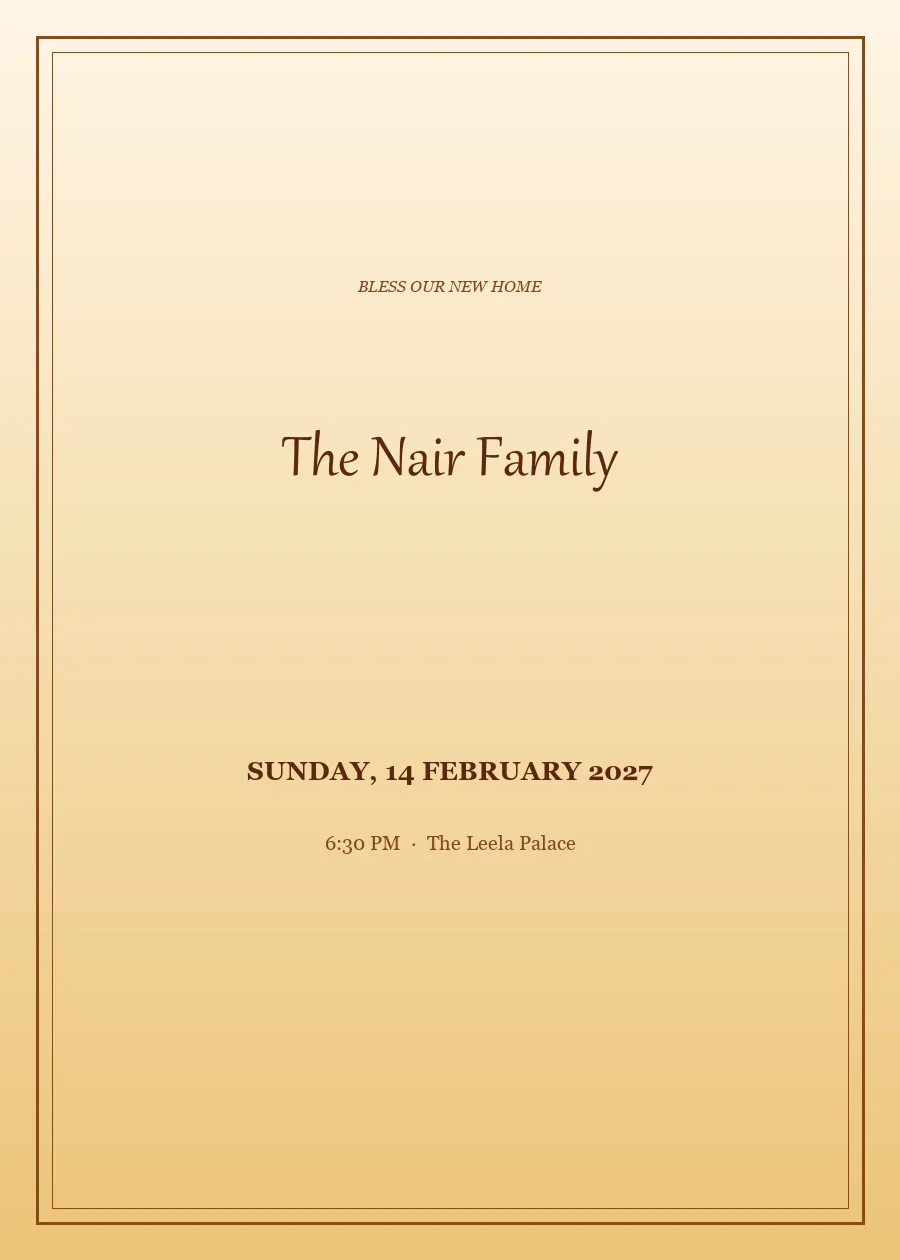 BLESS OUR NEW HOME
The Nair Family
SUNDAY, 14 FEBRUARY 2027
6:30 PM · The Leela Palace